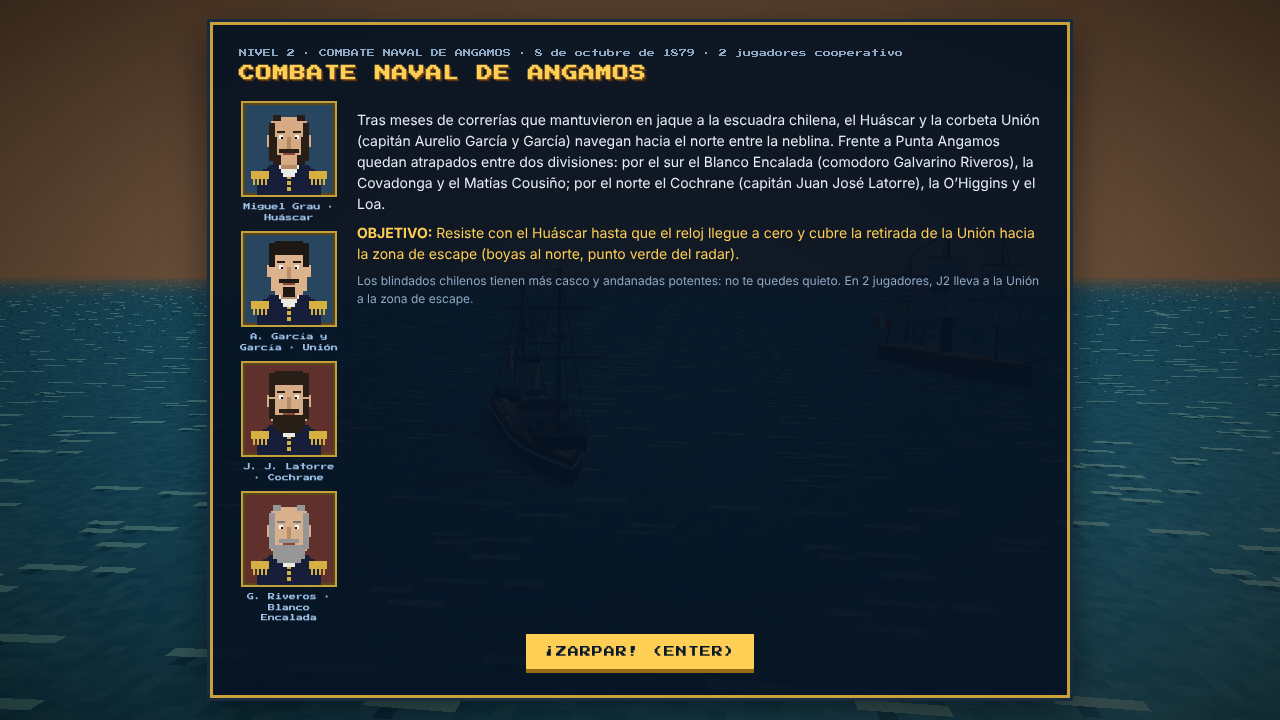 NIVEL 2 · COMBATE NAVAL DE ANGAMOS · 8 de octubre de 1879 · 2 jugadores cooperativo
COMBATE NAVAL DE ANGAMOS
Miguel Grau ·
Huáscar
A. García y
García · Unión
J. J. Latorre
· Cochrane
G. Riveros ·
Blanco
Encalada
Tras meses de correrías que mantuvieron en jaque a la escuadra chilena, el Huáscar y la corbeta Unión
(capitán Aurelio García y García) navegan hacia el norte entre la neblina. Frente a Punta Angamos
quedan atrapados entre dos divisiones: por el sur el Blanco Encalada (comodoro Galvarino Riveros), la
Covadonga y el Matías Cousiño; por el norte el Cochrane (capitán Juan José Latorre), la O’Higgins y el
Loa.
OBJETIVO: Resiste con el Huáscar hasta que el reloj llegue a cero y cubre la retirada de la Unión hacia
la zona de escape (boyas al norte, punto verde del radar).
Los blindados chilenos tienen más casco y andanadas potentes: no te quedes quieto. En 2 jugadores, J2 lleva a la Unión
a la zona de escape.
¡ZARPAR! (ENTER)